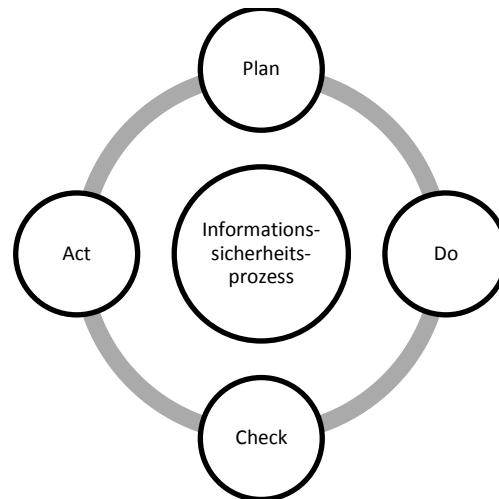 Plan
Act
Informations-
sicherheits-
prozess
Do
Check